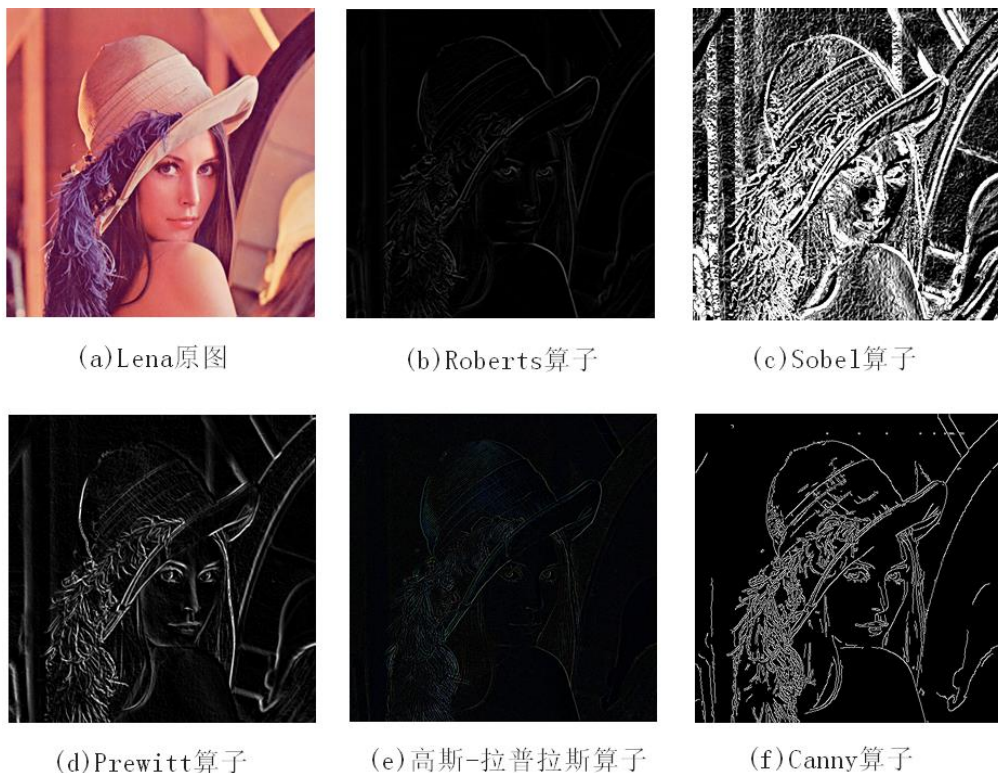 (a)Lena原图
(b)Roberts算子
(c)Sobel算子
(d)Prewitt算子
(e)高斯-拉普拉斯算子
(f)Canny算子